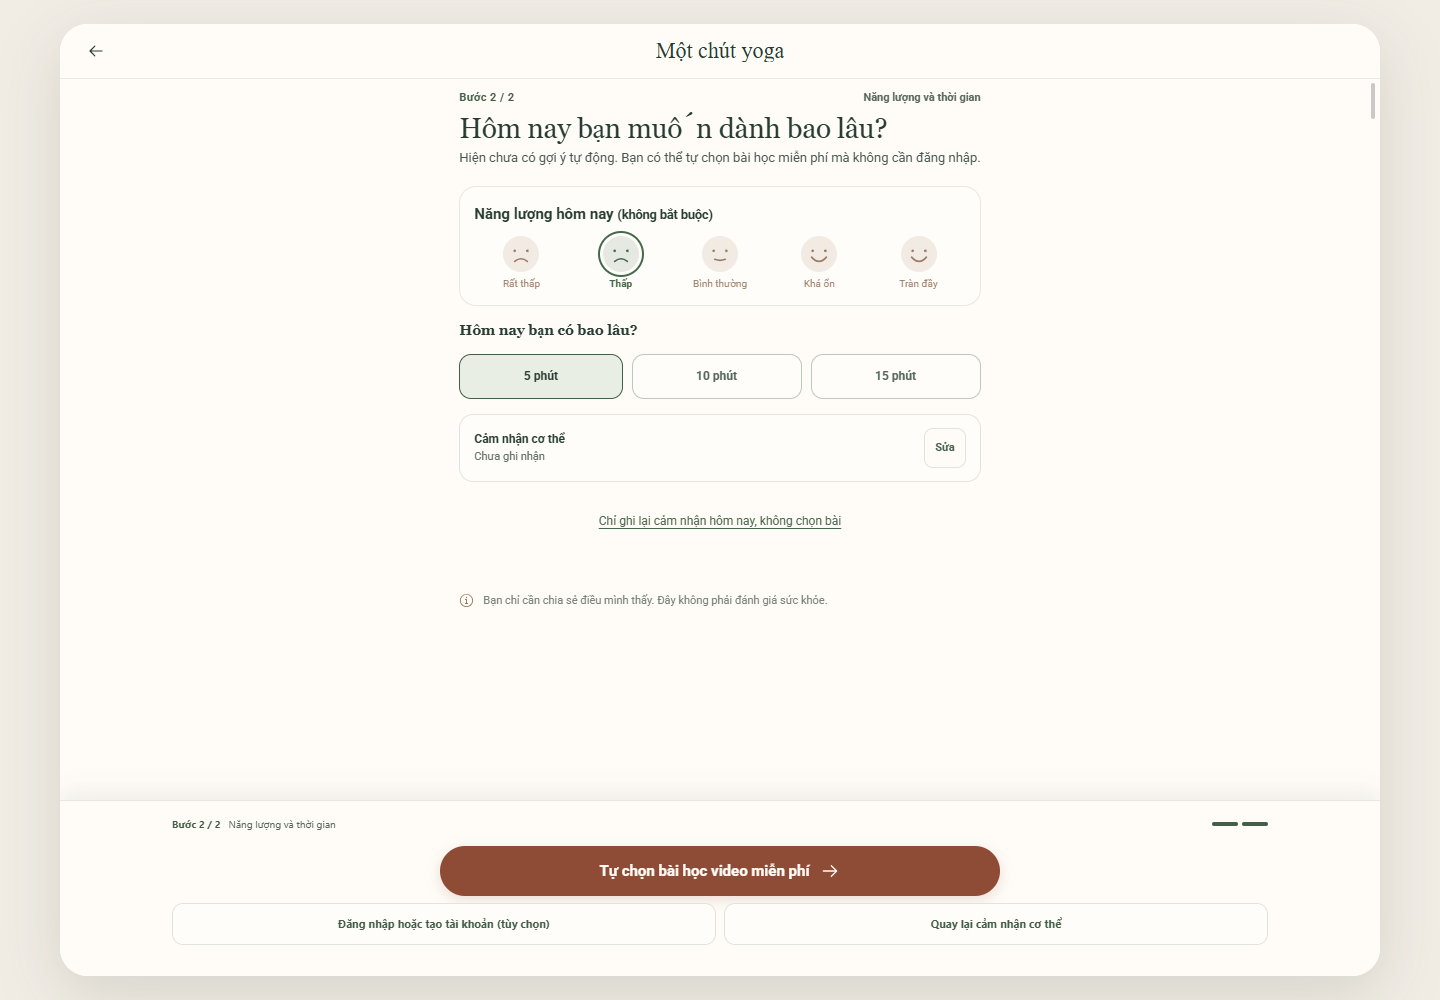 Một chút yoga
Bước 2 / 2
Năng lượng và thời gian
Hôm nay bạn muốn dành bao lâu?
Hiện chưa có gợi ý tự động. Bạn có thể tự chọn bài học miễn phí mà không cần đăng nhập.
Năng lượng hôm nay (không bắt buộc)
Rất thấp
Thấp
Bình thường
Khá ổn
Tràn đầy
Hôm nay bạn có bao lâu?
5 phút
10 phút
15 phút
Cảm nhận cơ thể
Chưa ghi nhận
Sửa
Chỉ ghi lại cảm nhận hôm nay, không chọn bài
Bạn chỉ cần chia sẻ điều mình thấy. Đây không phải đánh giá sức khỏe.
Bước 2 / 2 Năng lượng và thời gian
Tự chọn bài học video miễn phí
Đăng nhập hoặc tạo tài khoản (tùy chọn)
Quay lại cảm nhận cơ thể